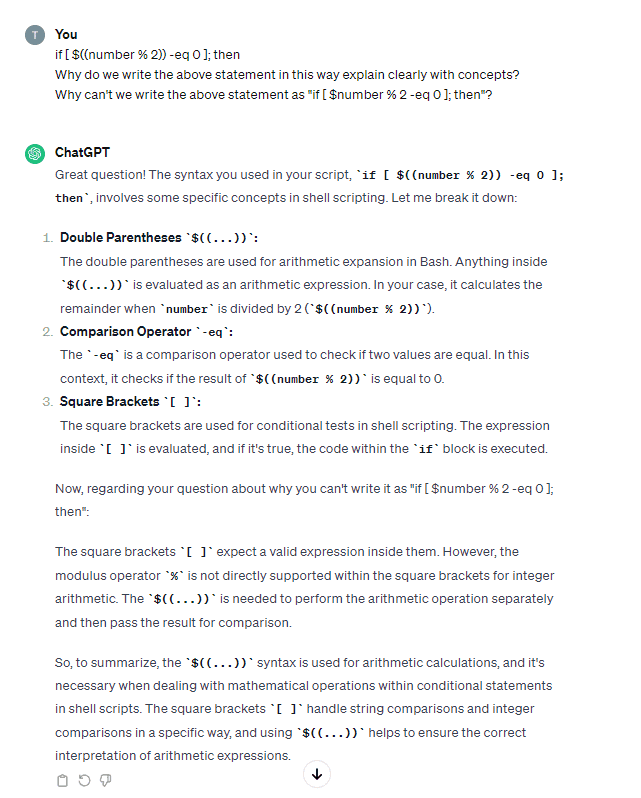 T
You
if [ $((number % 2)) -eq 0 ]; then
Why do we write the above statement in this way explain clearly with concepts?
Why can't we write the above statement as "if [ $number % 2 -eq 0 ]; then"?
ChatGPT
Great question! The syntax you used in your script, `if [ $((number % 2)) -eq 0 ];
then`, involves some specific concepts in shell scripting. Let me break it down:
1. Double Parentheses `$((...))`:
The double parentheses are used for arithmetic expansion in Bash. Anything inside
`$((...))` is evaluated as an arithmetic expression. In your case, it calculates the
remainder when `number` is divided by 2 (`$((number % 2))`).
2. Comparison Operator `-eq`:
The `-eq` is a comparison operator used to check if two values are equal. In this
context, it checks if the result of `$((number % 2))` is equal to 0.
3. Square Brackets `[ ]`:
The square brackets are used for conditional tests in shell scripting. The expression
inside `[ ]` is evaluated, and if it's true, the code within the `if` block is executed.
Now, regarding your question about why you can't write it as "if [ $number % 2 -eq 0 ];
then":
The square brackets `[ ]` expect a valid expression inside them. However, the
modulus operator `%` is not directly supported within the square brackets for integer
arithmetic. The `$((...))` is needed to perform the arithmetic operation separately
and then pass the result for comparison.
So, to summarize, the `$((...))` syntax is used for arithmetic calculations, and it's
necessary when dealing with mathematical operations within conditional statements
in shell scripts. The square brackets `[ ]` handle string comparisons and integer
comparisons in a specific way, and using `$((...))` helps to ensure the correct
interpretation of arithmetic expressions.